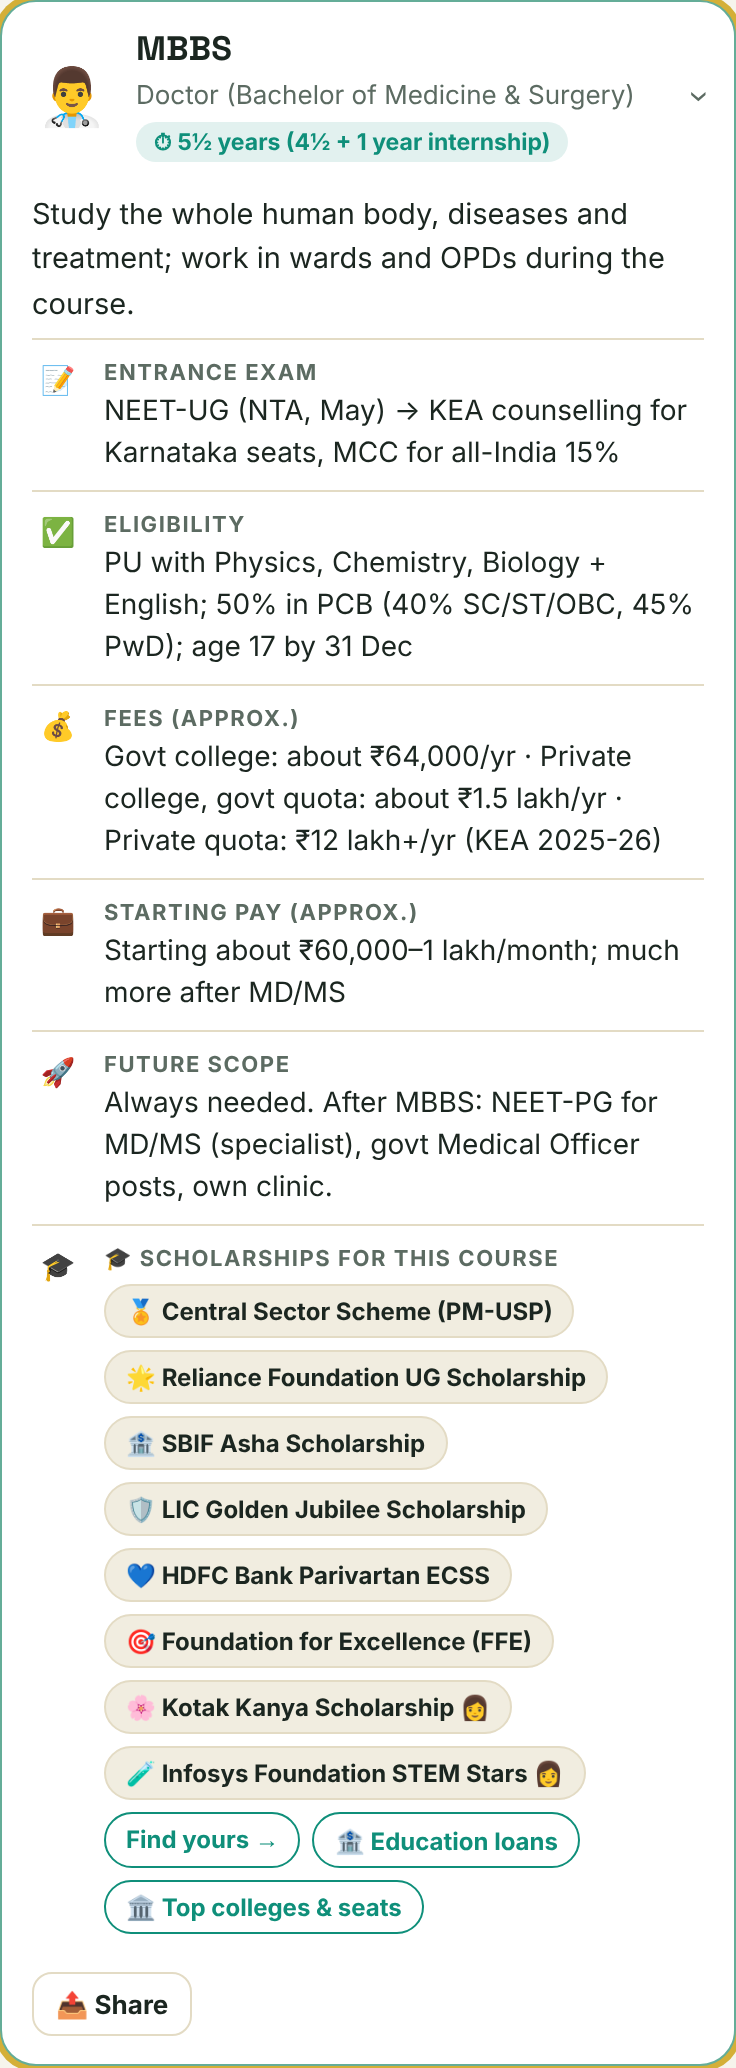 MBBS
Doctor (Bachelor of Medicine & Surgery)
⏱ 5½ years (4½ + 1 year internship)
Study the whole human body, diseases and
treatment; work in wards and OPDs during the
course.
ENTRANCE EXAM
NEET-UG (NTA, May) → KEA counselling for
Karnataka seats, MCC for all-India 15%
ELIGIBILITY
PU with Physics, Chemistry, Biology +
English; 50% in PCB (40% SC/ST/OBC, 45%
PwD); age 17 by 31 Dec
FEES (APPROX.)
Govt college: about ₹64,000/yr · Private
college, govt quota: about ₹1.5 lakh/yr ·
Private quota: ₹12 lakh+/yr (KEA 2025-26)
STARTING PAY (APPROX.)
Starting about ₹60,000–1 lakh/month; much
more after MD/MS
FUTURE SCOPE
Always needed. After MBBS: NEET-PG for
MD/MS (specialist), govt Medical Officer
posts, own clinic.
🎓 SCHOLARSHIPS FOR THIS COURSE
🏅 Central Sector Scheme (PM-USP)
🌟 Reliance Foundation UG Scholarship
🏦 SBIF Asha Scholarship
🛡️ LIC Golden Jubilee Scholarship
💙 HDFC Bank Parivartan ECSS
🎯 Foundation for Excellence (FFE)
🌸 Kotak Kanya Scholarship 👩
🧪 Infosys Foundation STEM Stars 👩
Find yours → 🏦 Education loans
🏛️ Top colleges & seats
📤 Share